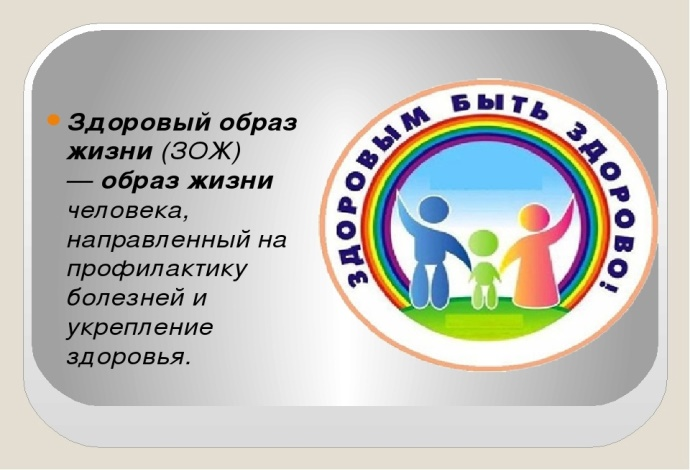 Здоровый образ
жизни (ЗОЖ)
— образ жизни
человека,
направленный на
профилактику
болезней и
укрепление
здоровья.
ЗДОРОВЫМ БЫТЬ ЗДОРОВО!